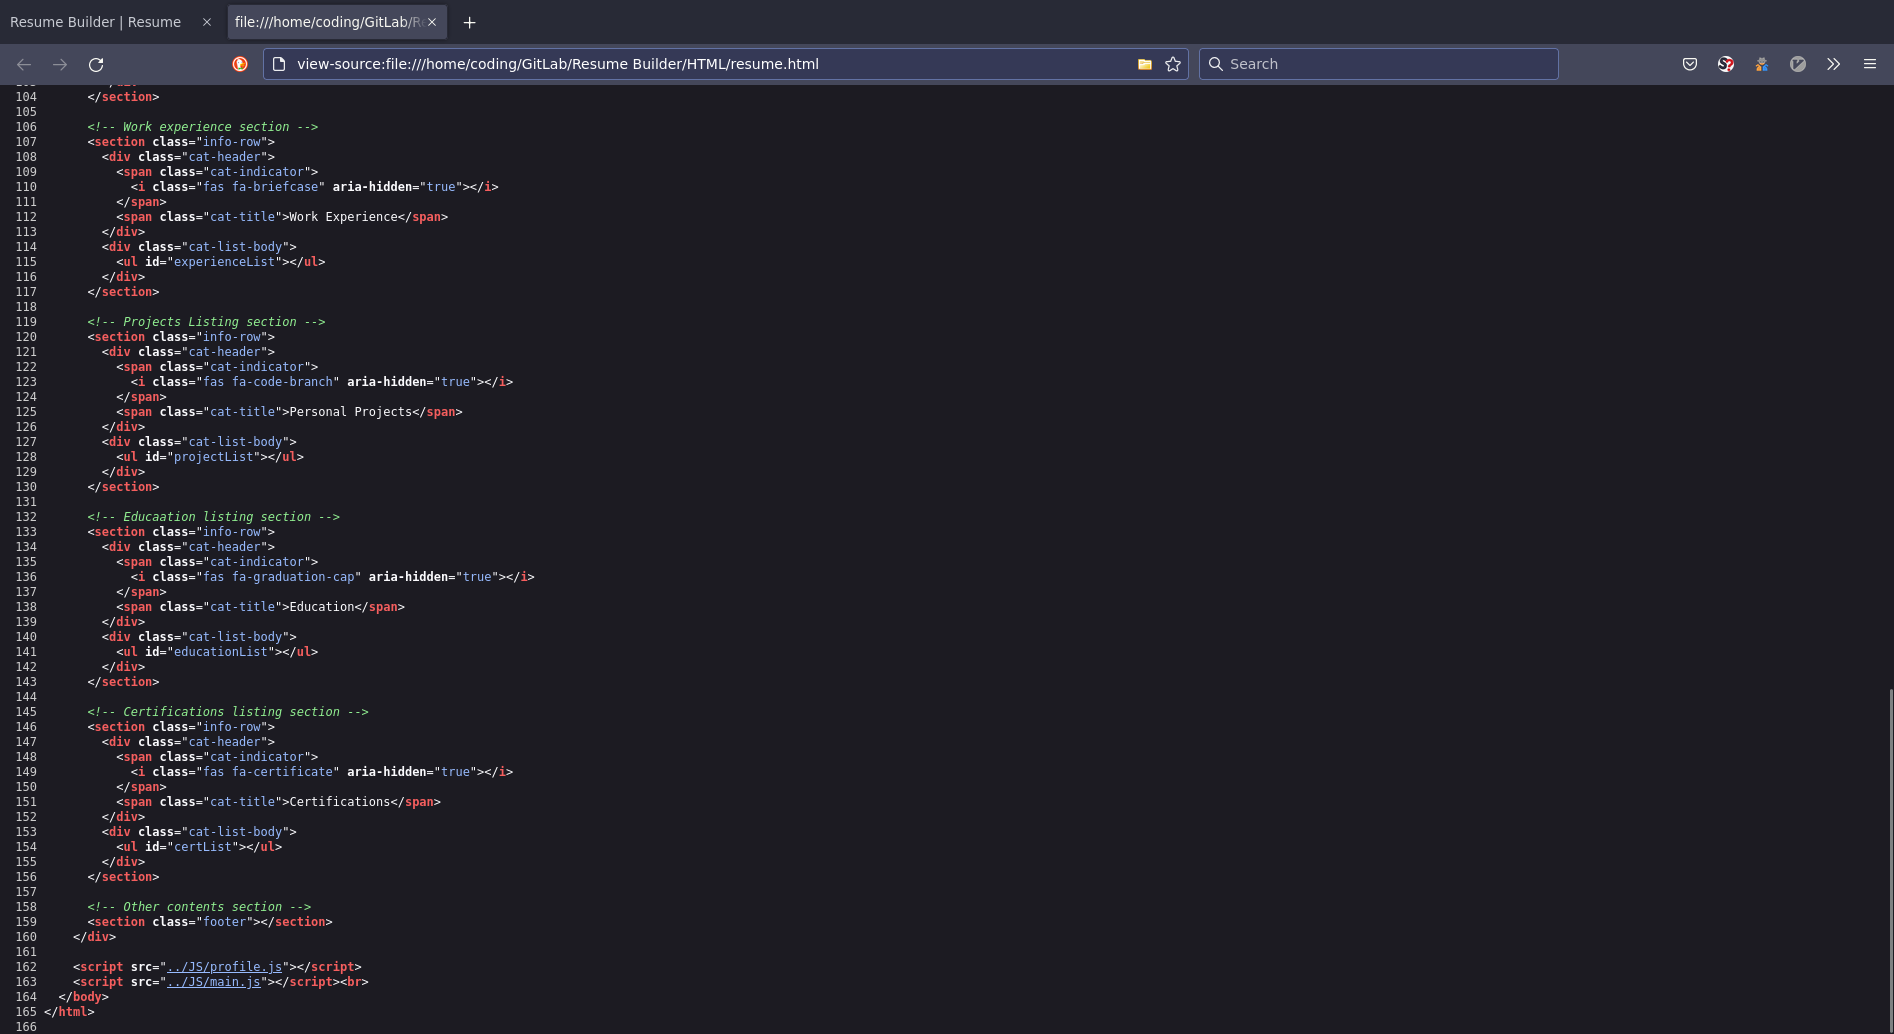 Resume Builder | Resume
file:///home/coding/GitLab/Re
view-source:file:///home/coding/GitLab/Resume Builder/HTML/resume.html
Search
104       </section>
105
106       <!-- Work experience section -->
107       <section class="info-row">
108         <div class="cat-header">
109           <span class="cat-indicator">
110             <i class="fas fa-briefcase" aria-hidden="true"></i>
111           </span>
112           <span class="cat-title">Work Experience</span>
113         </div>
114         <div class="cat-list-body">
115           <ul id="experienceList"></ul>
116         </div>
117       </section>
118
119       <!-- Projects Listing section -->
120       <section class="info-row">
121         <div class="cat-header">
122           <span class="cat-indicator">
123             <i class="fas fa-code-branch" aria-hidden="true"></i>
124           </span>
125           <span class="cat-title">Personal Projects</span>
126         </div>
127         <div class="cat-list-body">
128           <ul id="projectList"></ul>
129         </div>
130       </section>
131
132       <!-- Educaation listing section -->
133       <section class="info-row">
134         <div class="cat-header">
135           <span class="cat-indicator">
136             <i class="fas fa-graduation-cap" aria-hidden="true"></i>
137           </span>
138           <span class="cat-title">Education</span>
139         </div>
140         <div class="cat-list-body">
141           <ul id="educationList"></ul>
142         </div>
143       </section>
144
145       <!-- Certifications listing section -->
146       <section class="info-row">
147         <div class="cat-header">
148           <span class="cat-indicator">
149             <i class="fas fa-certificate" aria-hidden="true"></i>
150           </span>
151           <span class="cat-title">Certifications</span>
152         </div>
153         <div class="cat-list-body">
154           <ul id="certList"></ul>
155         </div>
156       </section>
157
158       <!-- Other contents section -->
159       <section class="footer"></section>
160     </div>
161
162     <script src="../JS/profile.js"></script>
163     <script src="../JS/main.js"></script><br>
164   </body>
165 </html>
166